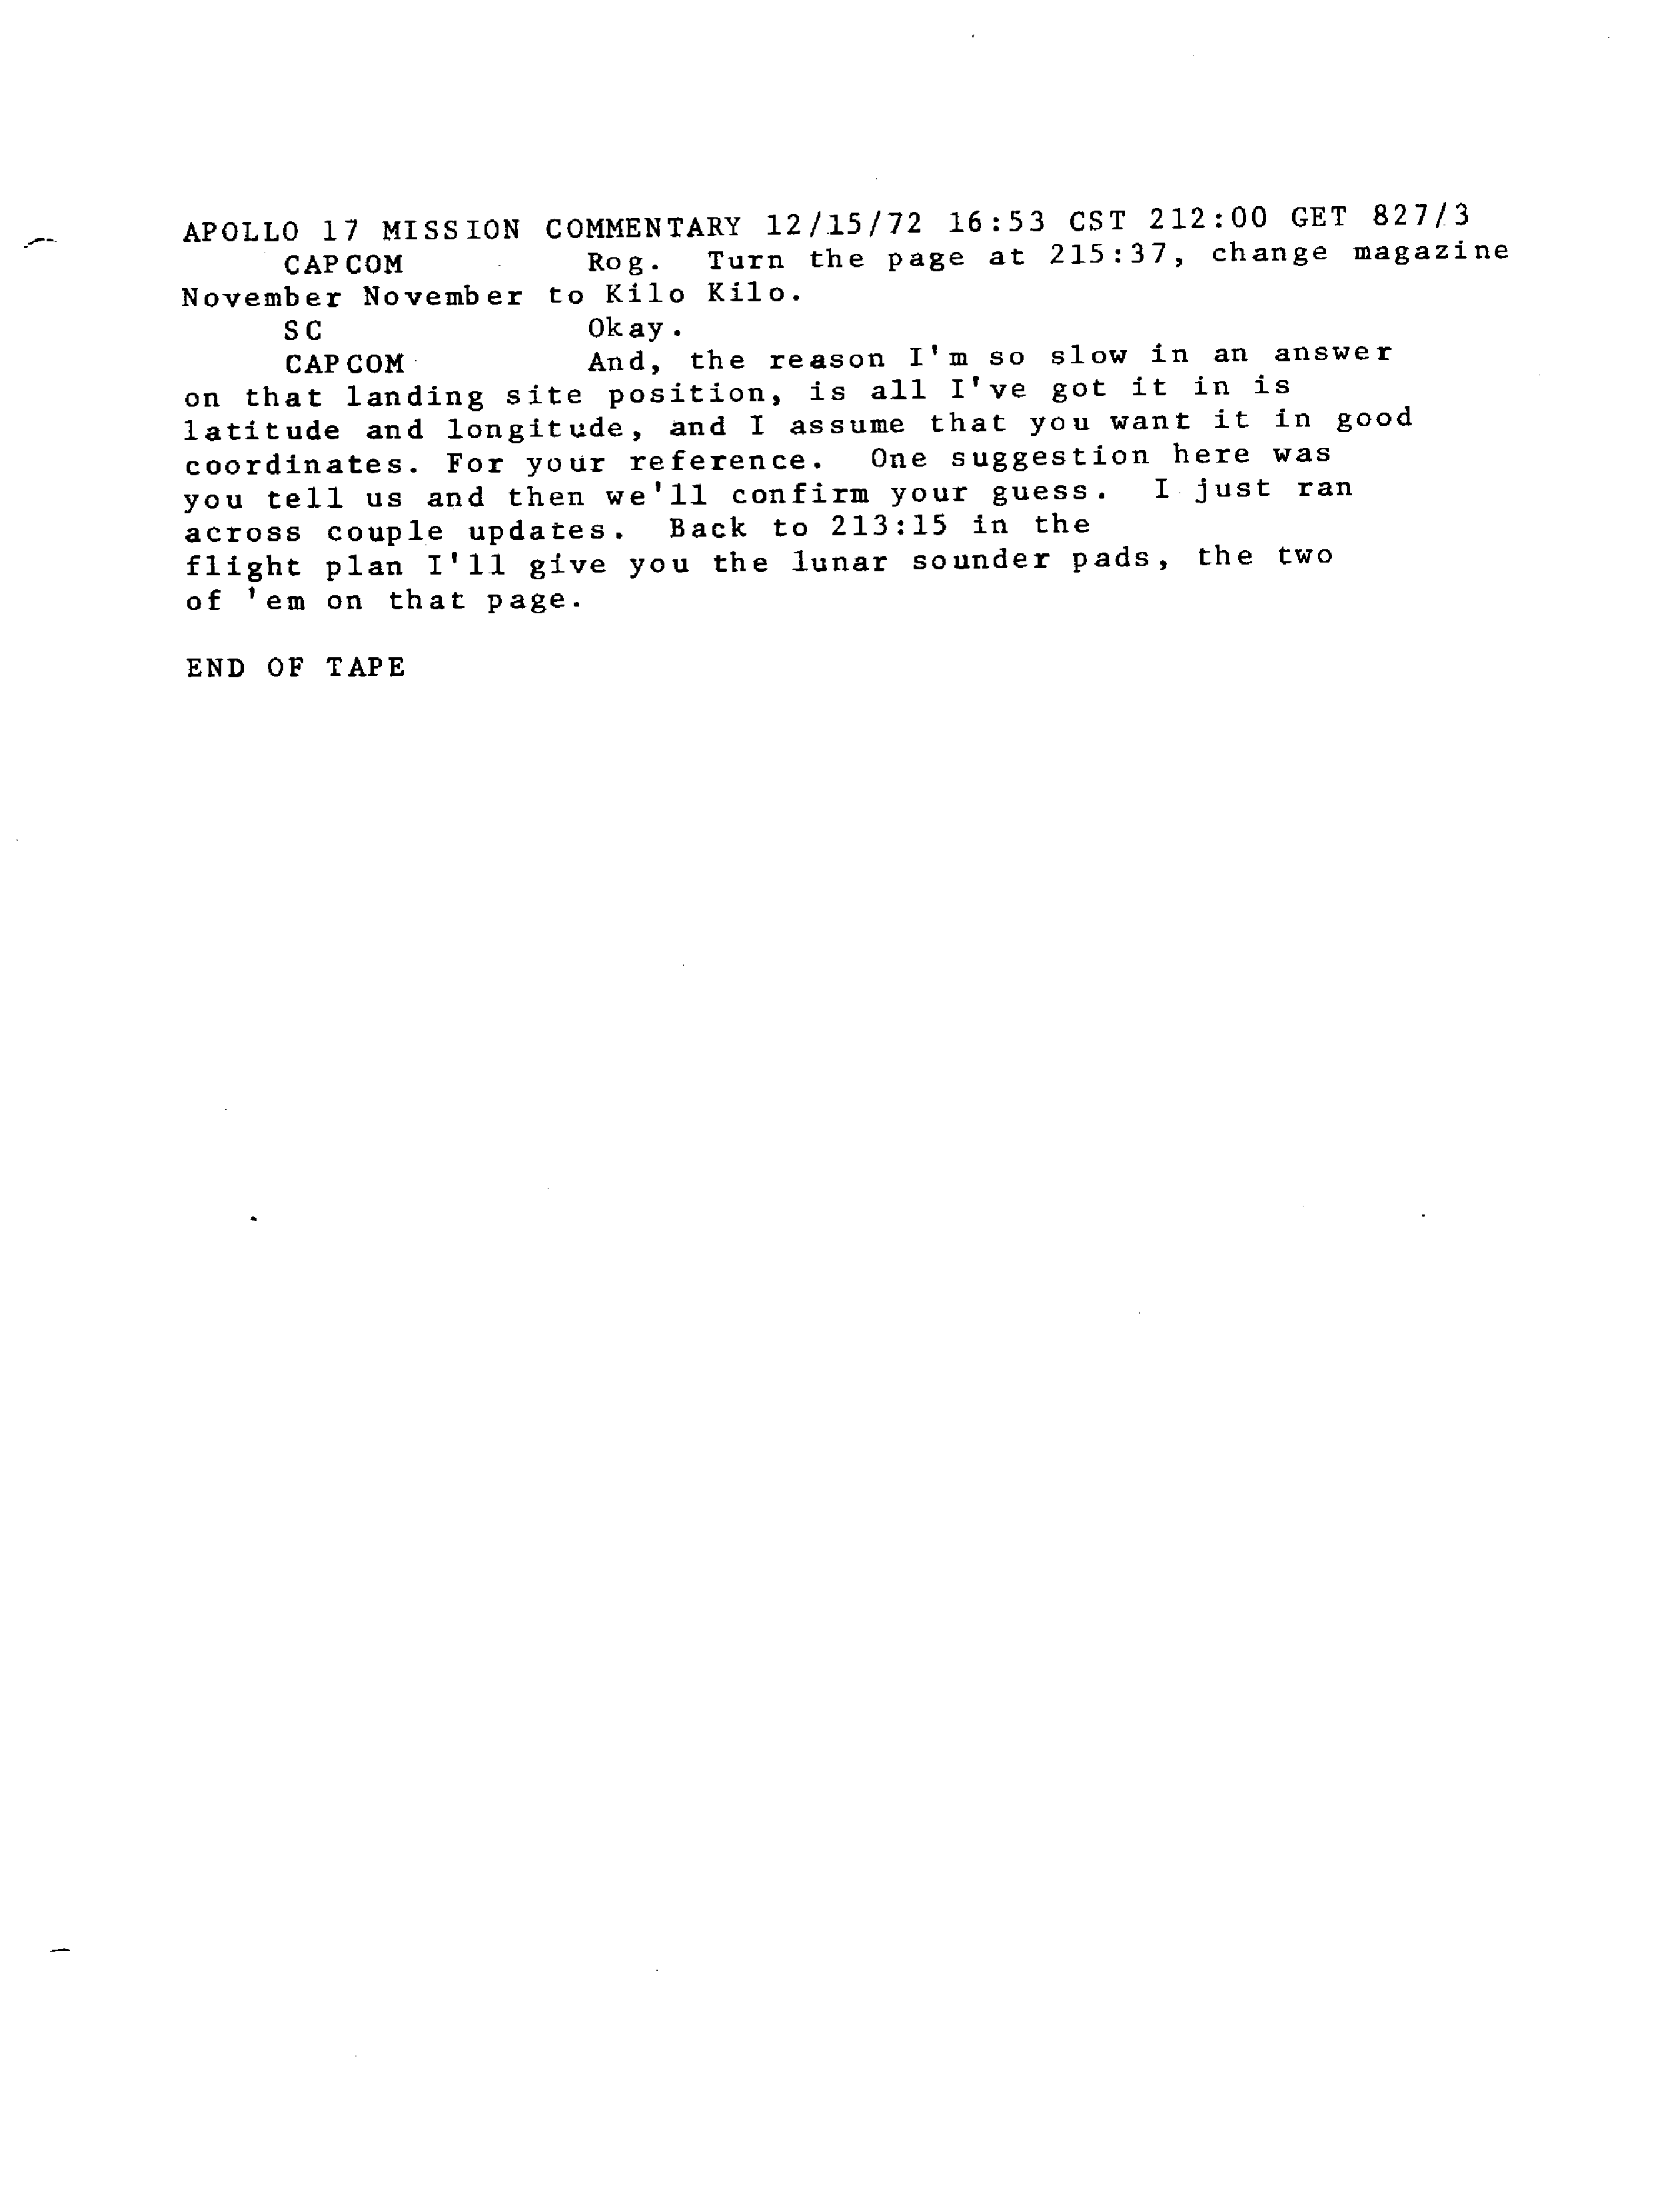 APOLLO 17 MISSION COMMENTARY 12/15/72 16:53 CST 212:00 GET 827/3
CAPCOM Rog. Turn the page at 215:37, change magazine
November November to Kilo Kilo.
SC Okay.
CAPCOM And, the reason I'm so slow in an answer
on that landing site position, is all I've got it in is
latitude and longitude, and I assume that you want it in good
coordinates. For your reference. One suggestion here was
you tell us and then we'll confirm your guess. I just ran
across couple updates. Back to 213:15 in the
flight plan I'll give you the lunar sounder pads, the two
of 'em on that page.
END OF TAPE